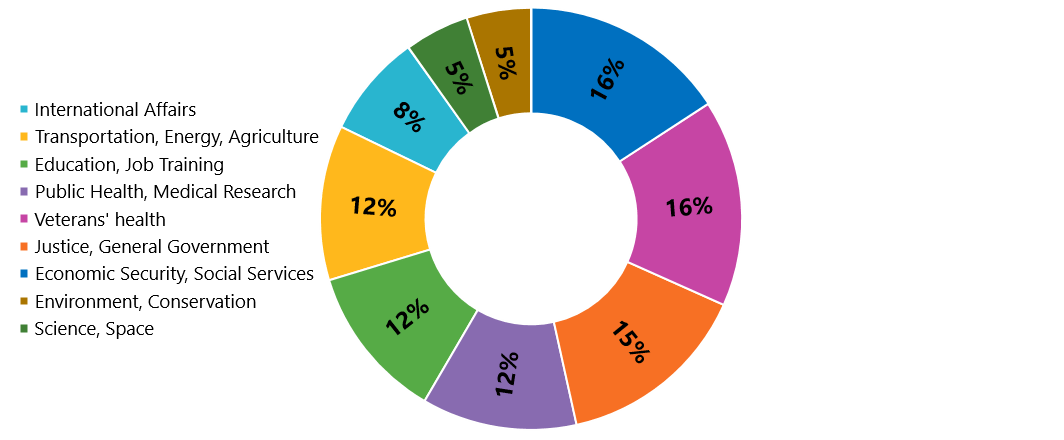 International Affairs
Transportation, Energy, Agriculture
Education, Job Training
Public Health, Medical Research
Veterans' health
Justice, General Government
Economic Security, Social Services
Environment, Conservation
Science, Space
16%
16%
15%
12%
12%
12%
8%
5%
5%